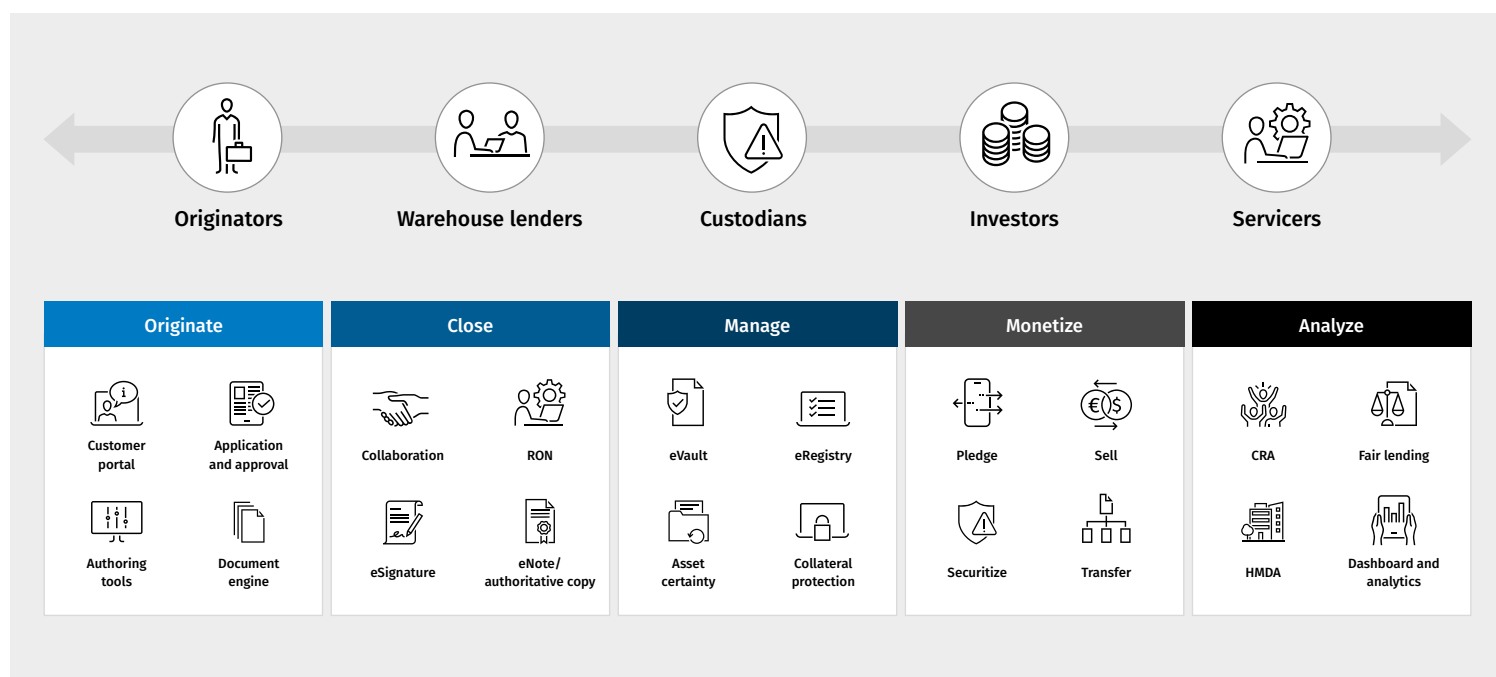 Originators
Warehouse lenders
Custodians
Investors
Servicers
Originate
Customer
portal
Application
and approval
Authoring
tools
Document
engine
Close
Collaboration
RON
eSignature
eNote/
authoritative copy
Manage
eVault
eRegistry
Asset
certainty
Collateral
protection
Monetize
Pledge
Sell
Securitize
Transfer
Analyze
CRA
Fair lending
HMDA
Dashboard and
analytics